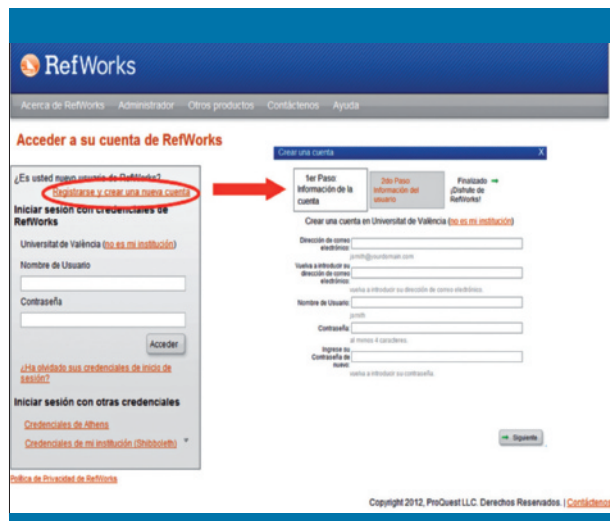 RefWorks
Acerca de RefWorks Administrador Otros productos Contáctenos Ayuda
Acceder a su cuenta de RefWorks
¿Es usted nuevo usuario de RefWorks?
Registrarse y crear una nueva cuenta
Iniciar sesión con credenciales de
RefWorks
Universitat de València (no es mi institución)
Nombre de Usuario
Contraseña
Acceder
¿Ha olvidado sus credenciales de inicio de
sesión?
Iniciar sesión con otras credenciales
Credenciales de Athens
Credenciales de mi institución (Shibboleth)
Política de Privacidad de RefWorks
Crear una cuenta X
1er Paso:
Información de la
cuenta
2do Paso:
Información del
usuario
Finalizado
¡Disfrute de
RefWorks!
Crear una cuenta en Universitat de València (no es mi institución)
Dirección de correo
electrónico:
jsmith@yourdomain.com
Vuelva a introducir su
dirección de correo
electrónico:
vuelva a introducir su dirección de correo electrónico.
Nombre de Usuario:
jsmith
Contraseña:
al menos 4 caracteres.
Ingrese su
Contraseña de
nuevo:
vuelva a introducir su contraseña.
Siguiente
Copyright 2012, ProQuest LLC. Derechos Reservados. | Contáctenos